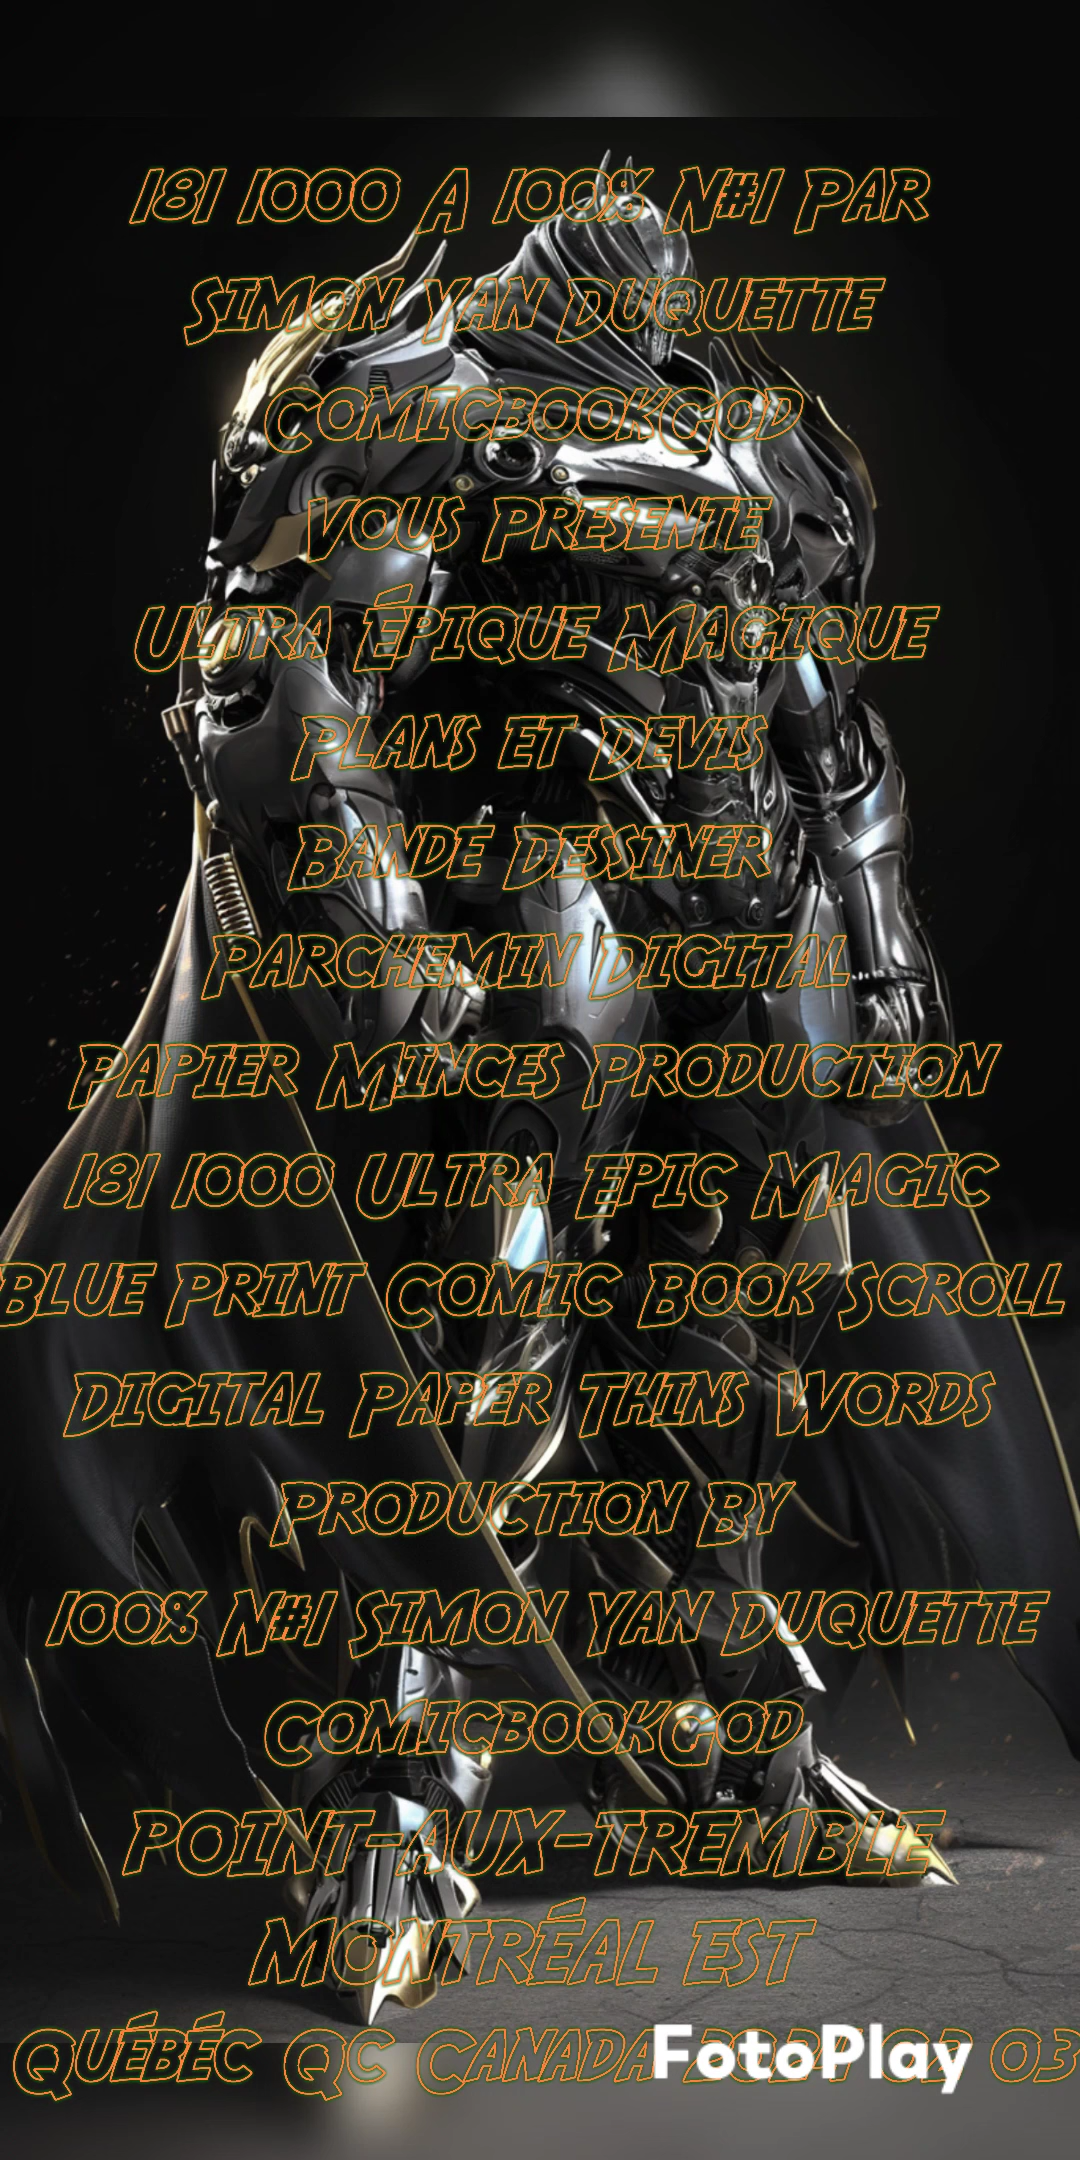 181 1000 A 100% N#1 Par
Simon Yan Duquette
ComicbookGod
Vous Presente
Ultra Épique Magique
Plans et Devis
Bande Dessiner
Parchemin Digital
Papier Minces Production
181 1000 Ultra Epic Magic
Blue Print Comic Book Scroll
Digital Paper Thins Words
Production By
100% N#1 Simon Yan Duquette
ComicbookGod
POINT-AUX-TREMBLE
MONTRÉAL EST
Québéc Qc Canada 03
FotoPlay